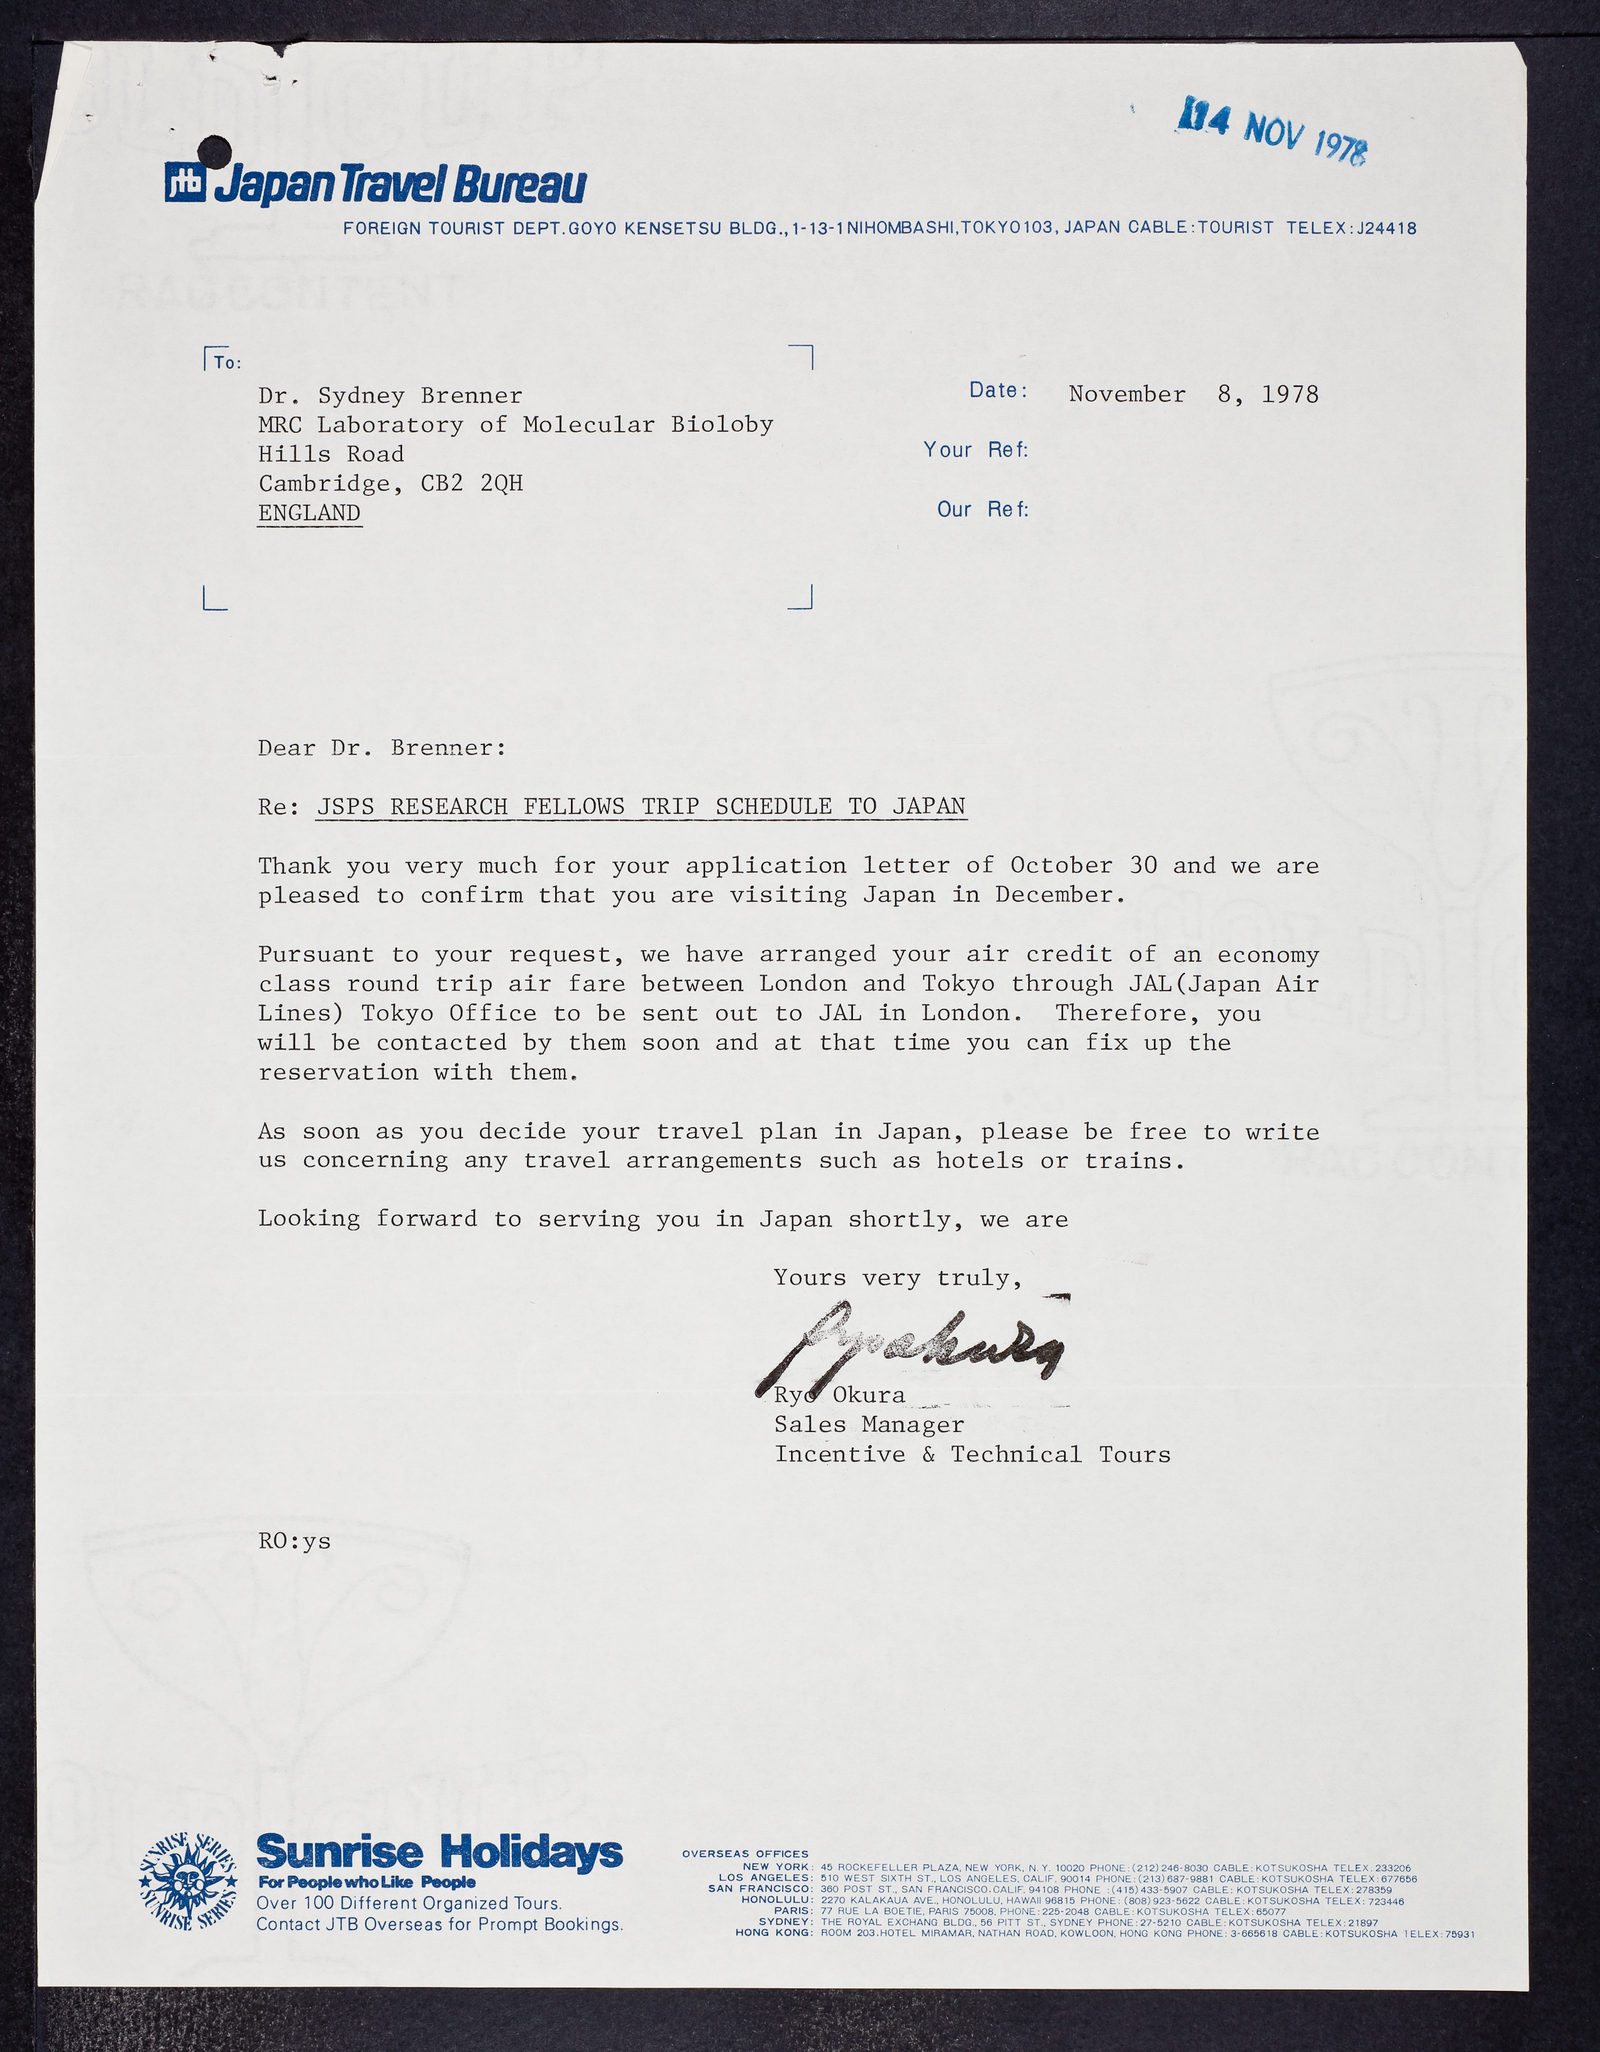 14 NOV 1978
jtb Japan Travel Bureau
FOREIGN TOURIST DEPT. GOYO KENSETSU BLDG., 1-13-1 NIHOMBASHI, TOKYO 103, JAPAN CABLE: TOURIST TELEX: J24418
To:
Dr. Sydney Brenner
MRC Laboratory of Molecular Bioloby
Hills Road
Cambridge, CB2 2QH
ENGLAND
Date: November 8, 1978
Your Ref:
Our Ref:
Dear Dr. Brenner:
Re: JSPS RESEARCH FELLOWS TRIP SCHEDULE TO JAPAN
Thank you very much for your application letter of October 30 and we are
pleased to confirm that you are visiting Japan in December.
Pursuant to your request, we have arranged your air credit of an economy
class round trip air fare between London and Tokyo through JAL(Japan Air
Lines) Tokyo Office to be sent out to JAL in London. Therefore, you
will be contacted by them soon and at that time you can fix up the
reservation with them.
As soon as you decide your travel plan in Japan, please be free to write
us concerning any travel arrangements such as hotels or trains.
Looking forward to serving you in Japan shortly, we are
Yours very truly,
Ryokura
Ryo Okura
Sales Manager
Incentive & Technical Tours
RO:ys
SUNRISE SERIES
JAPAN
SUNRISE SERIES
Sunrise Holidays
For People who Like People
Over 100 Different Organized Tours.
Contact JTB Overseas for Prompt Bookings.
OVERSEAS OFFICES
NEW YORK: 45 ROCKEFELLER PLAZA, NEW YORK, N.Y. 10020 PHONE: (212) 246-8030 CABLE: KOTSUKOSHA TELEX: 233206
LOS ANGELES: 510 WEST SIXTH ST., LOS ANGELES, CALIF. 90014 PHONE: (213) 687-9881 CABLE: KOTSUKOSHA TELEX: 677656
SAN FRANCISCO: 360 POST ST., SAN FRANCISCO. CALIF. 94108 PHONE : (415) 433-5907 CABLE: KOTSUKOSHA TELEX: 278359
HONOLULU: 2270 KALAKAUA AVE., HONOLULU, HAWAII 96815 PHONE: (808) 923-5622 CABLE: KOTSUKOSHA TELEX: 723446
PARIS: 77 RUE LA BOETIE, PARIS 75008, PHONE: 225-2048 CABLE: KOTSUKOSHA TELEX: 65077
SYDNEY: THE ROYAL EXCHANG BLDG., 56 PITT ST., SYDNEY PHONE: 27-5210 CABLE: KOTSUKOSHA TELEX: 21897
HONG KONG: ROOM 203. HOTEL MIRAMAR, NATHAN ROAD, KOWLOON, HONG KONG PHONE: 3-665618 CABLE: KOTSUKOSHA TELEX: 75931